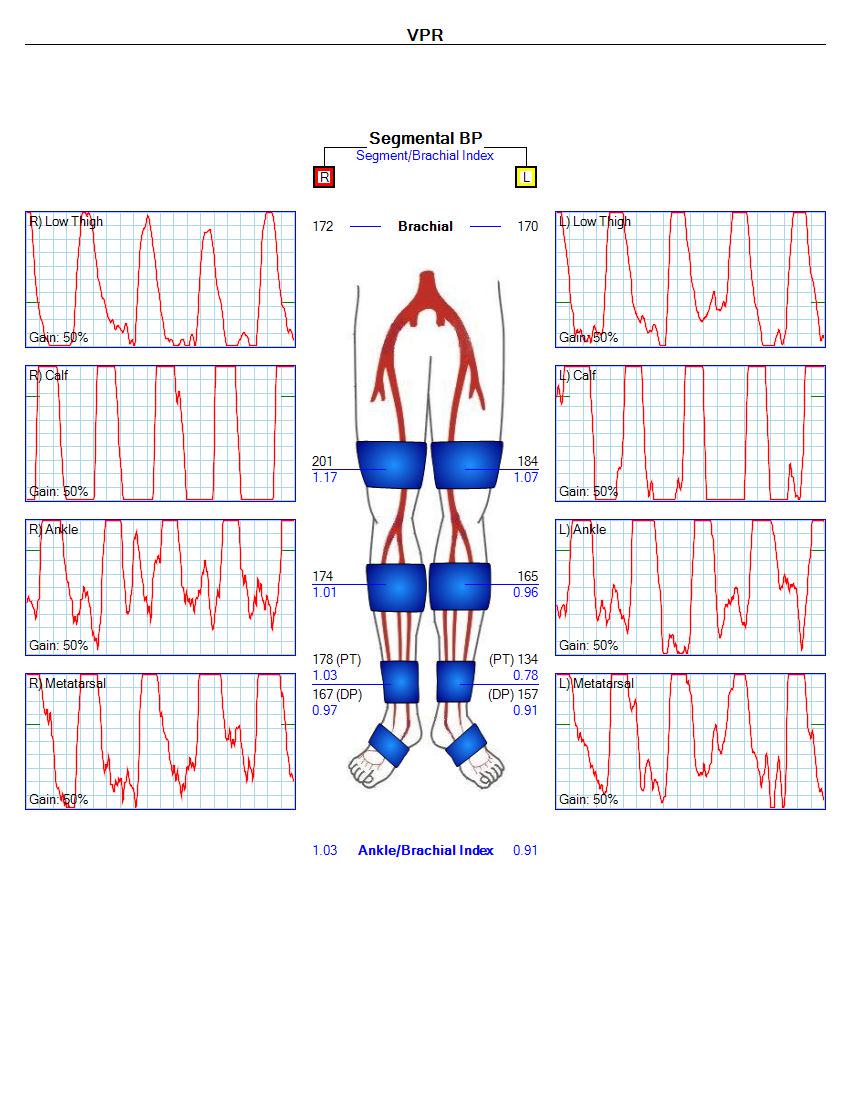 VPR
Segmental BP
Segment/Brachial Index
R
L
172 Brachial 170
R) Low Thigh
Gain: 50%
L) Low Thigh
Gain: 50%
R) Calf
Gain: 50%
L) Calf
Gain: 50%
201
1.17
184
1.07
R) Ankle
Gain: 50%
L) Ankle
Gain: 50%
174
1.01
165
0.96
R) Metatarsal
Gain: 50%
L) Metatarsal
Gain: 50%
178 (PT)
1.03
167 (DP)
0.97
(PT) 134
0.78
(DP) 157
0.91
1.03 Ankle/Brachial Index 0.91